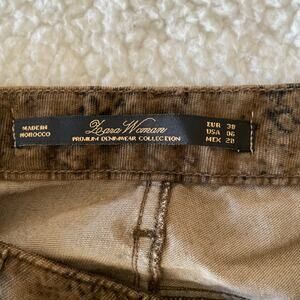 MADE IN
MOROCCO
Zara Woman
PREMIUM DENIMWEAR COLLECTION
EUR 38
USA 06
MEX 28